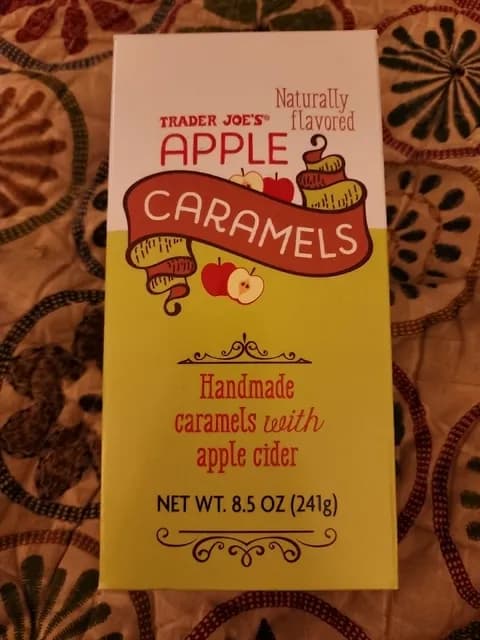 Naturally
flavored
TRADER JOE'S®
APPLE
CARAMELS
Handmade
caramels with
apple cider
NET WT. 8.5 OZ (241g)